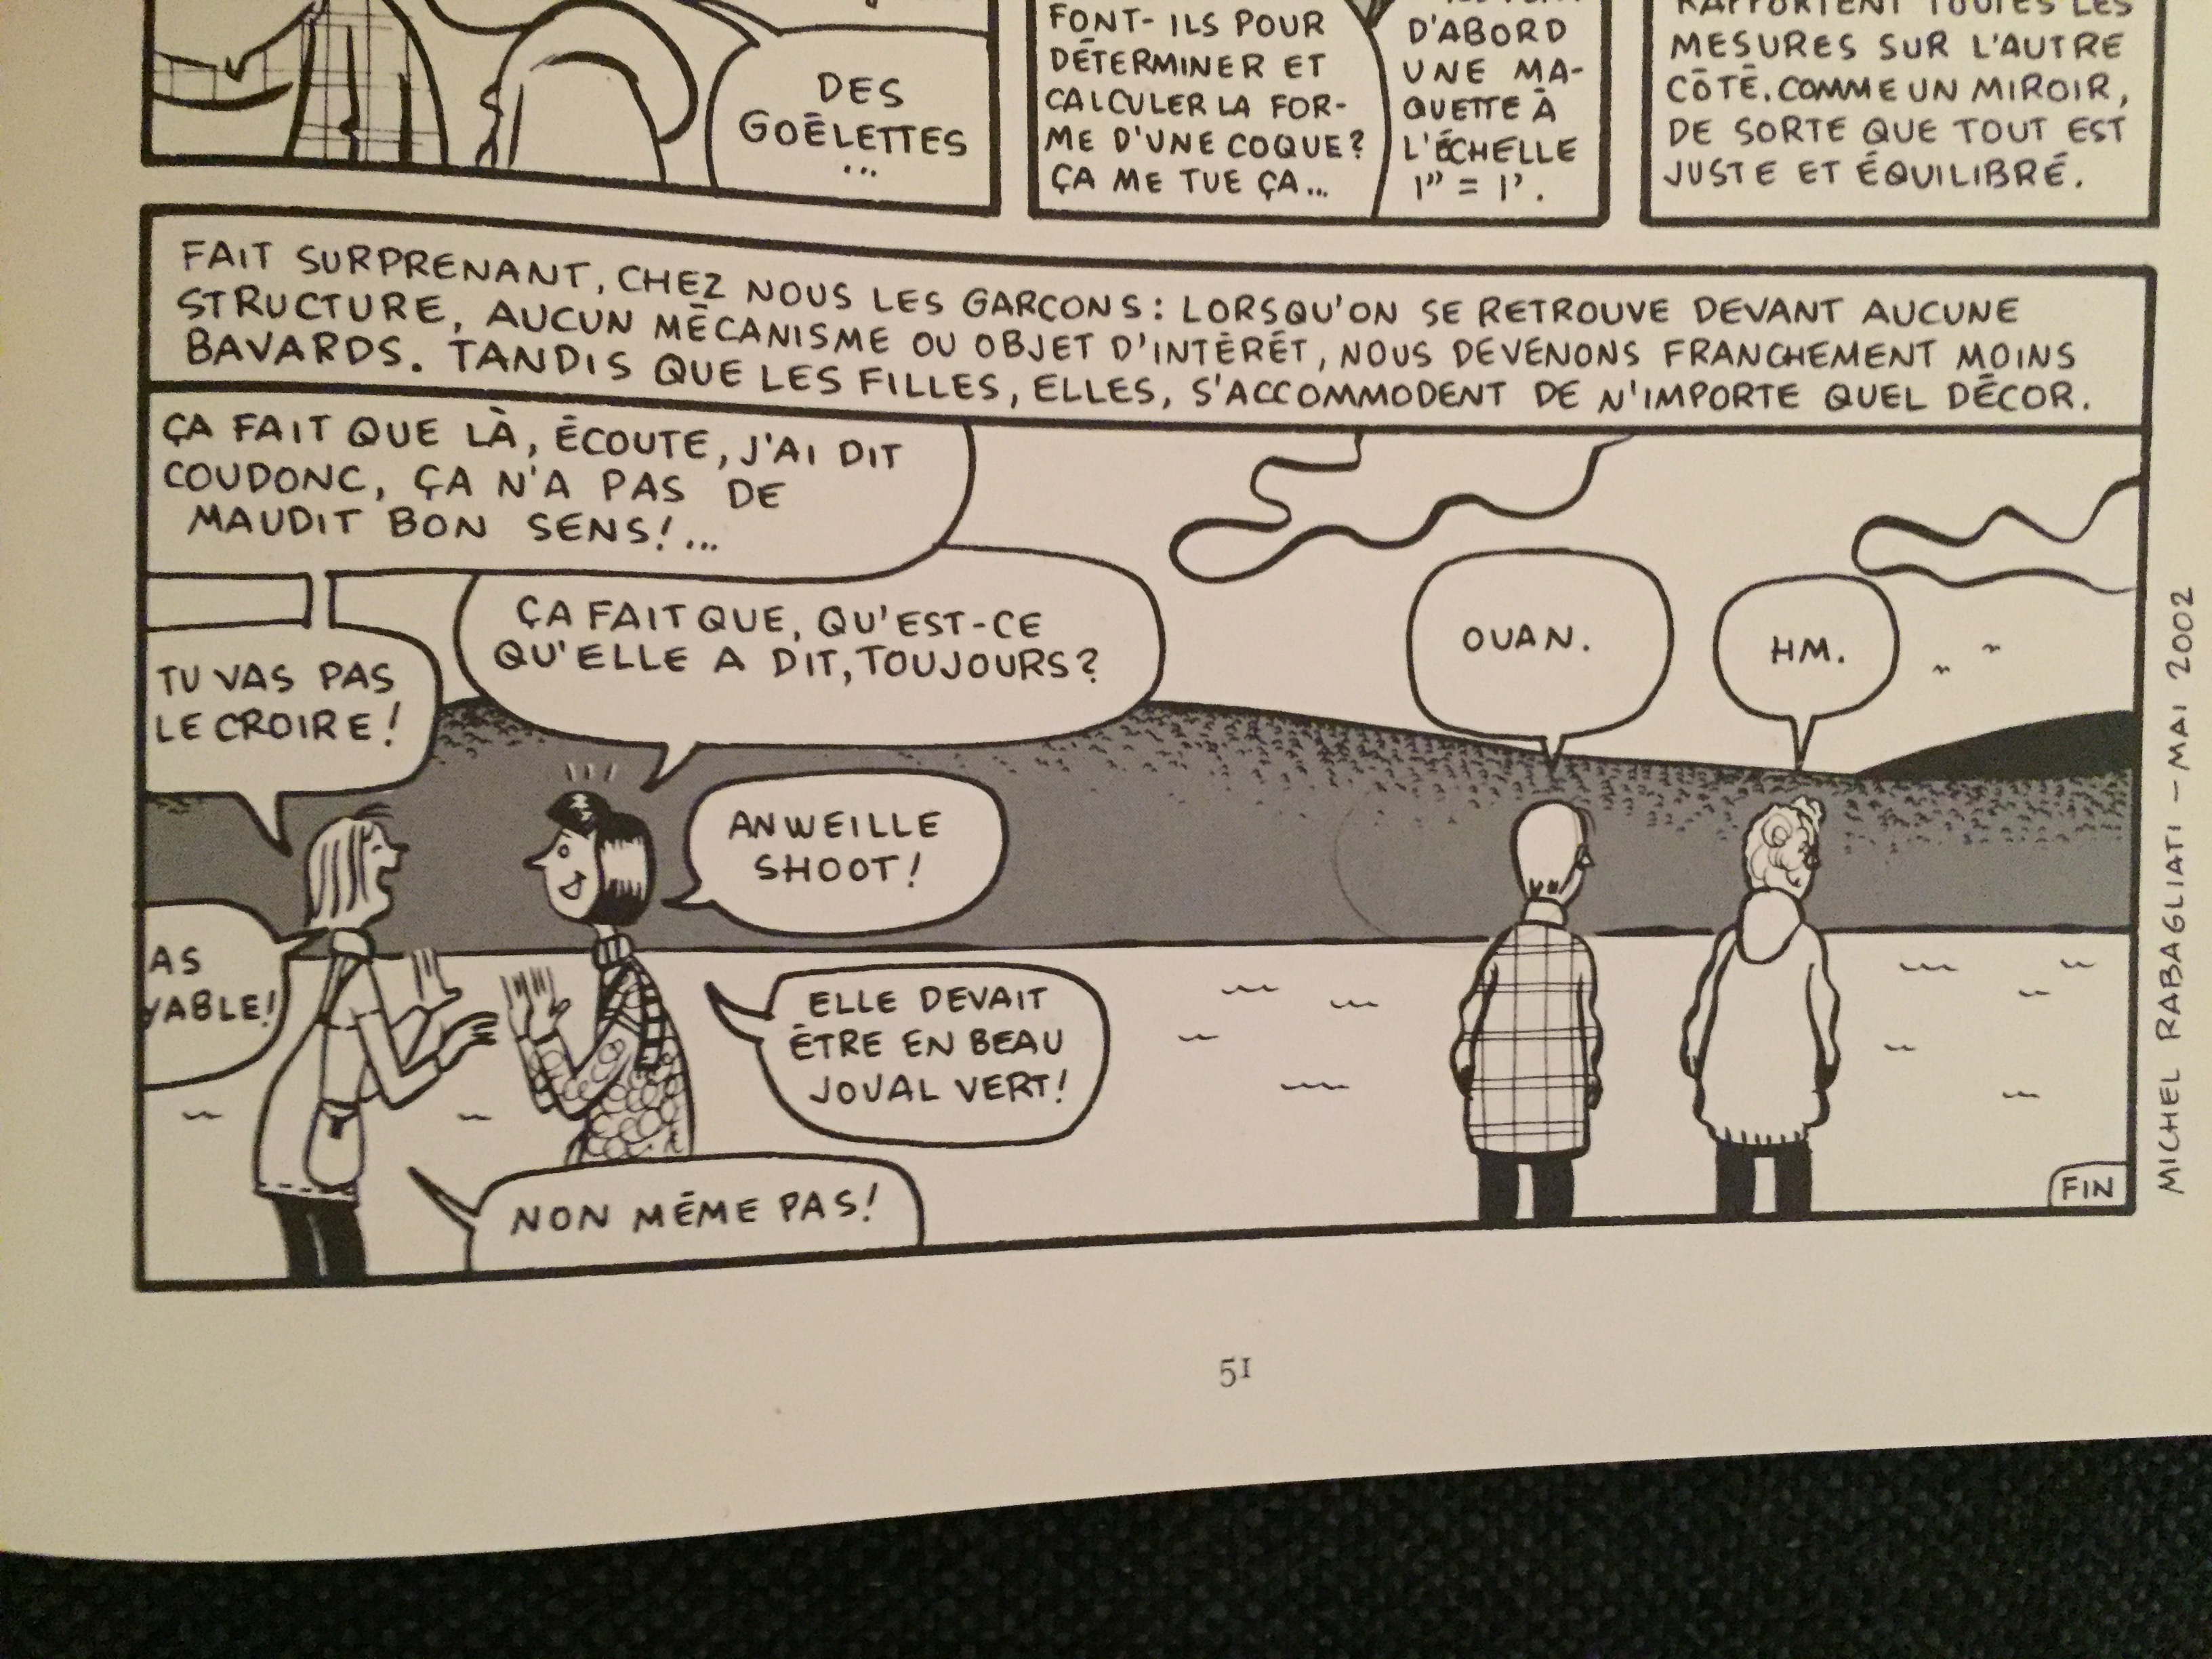 DES
GOÉLETTES
...
FONT-ILS POUR
DÉTERMINER ET
CALCULER LA FOR-
ME D'UNE COQUE?
ÇA ME TUE ÇA...
D'ABORD
UNE MA-
QUETTE À
L'ÉCHELLE
1" = 1'.
RAPPORTENT TOUTES LES
MESURES SUR L'AUTRE
CÔTÉ. COMME UN MIROIR,
DE SORTE QUE TOUT EST
JUSTE ET ÉQUILIBRÉ.
FAIT SURPRENANT, CHEZ NOUS LES GARÇONS: LORSQU'ON SE RETROUVE DEVANT AUCUNE
STRUCTURE, AUCUN MÉCANISME OU OBJET D'INTÉRÊT, NOUS DEVENONS FRANCHEMENT MOINS
BAVARDS. TANDIS QUE LES FILLES, ELLES, S'ACCOMMODENT DE N'IMPORTE QUEL DÉCOR.
ÇA FAIT QUE LÀ, ÉCOUTE, J'AI DIT
COUDONC, ÇA N'A PAS DE
MAUDIT BON SENS!...
ÇA FAIT QUE, QU'EST-CE
QU'ELLE A DIT, TOUJOURS?
TU VAS PAS
LE CROIRE!
ANWEILLE
SHOOT!
AS
YABLE!
ELLE DEVAIT
ÊTRE EN BEAU
JOUAL VERT!
NON MÊME PAS!
OUAN.
HM.
FIN
MICHEL RABAGLIATI - MAI 2002
51